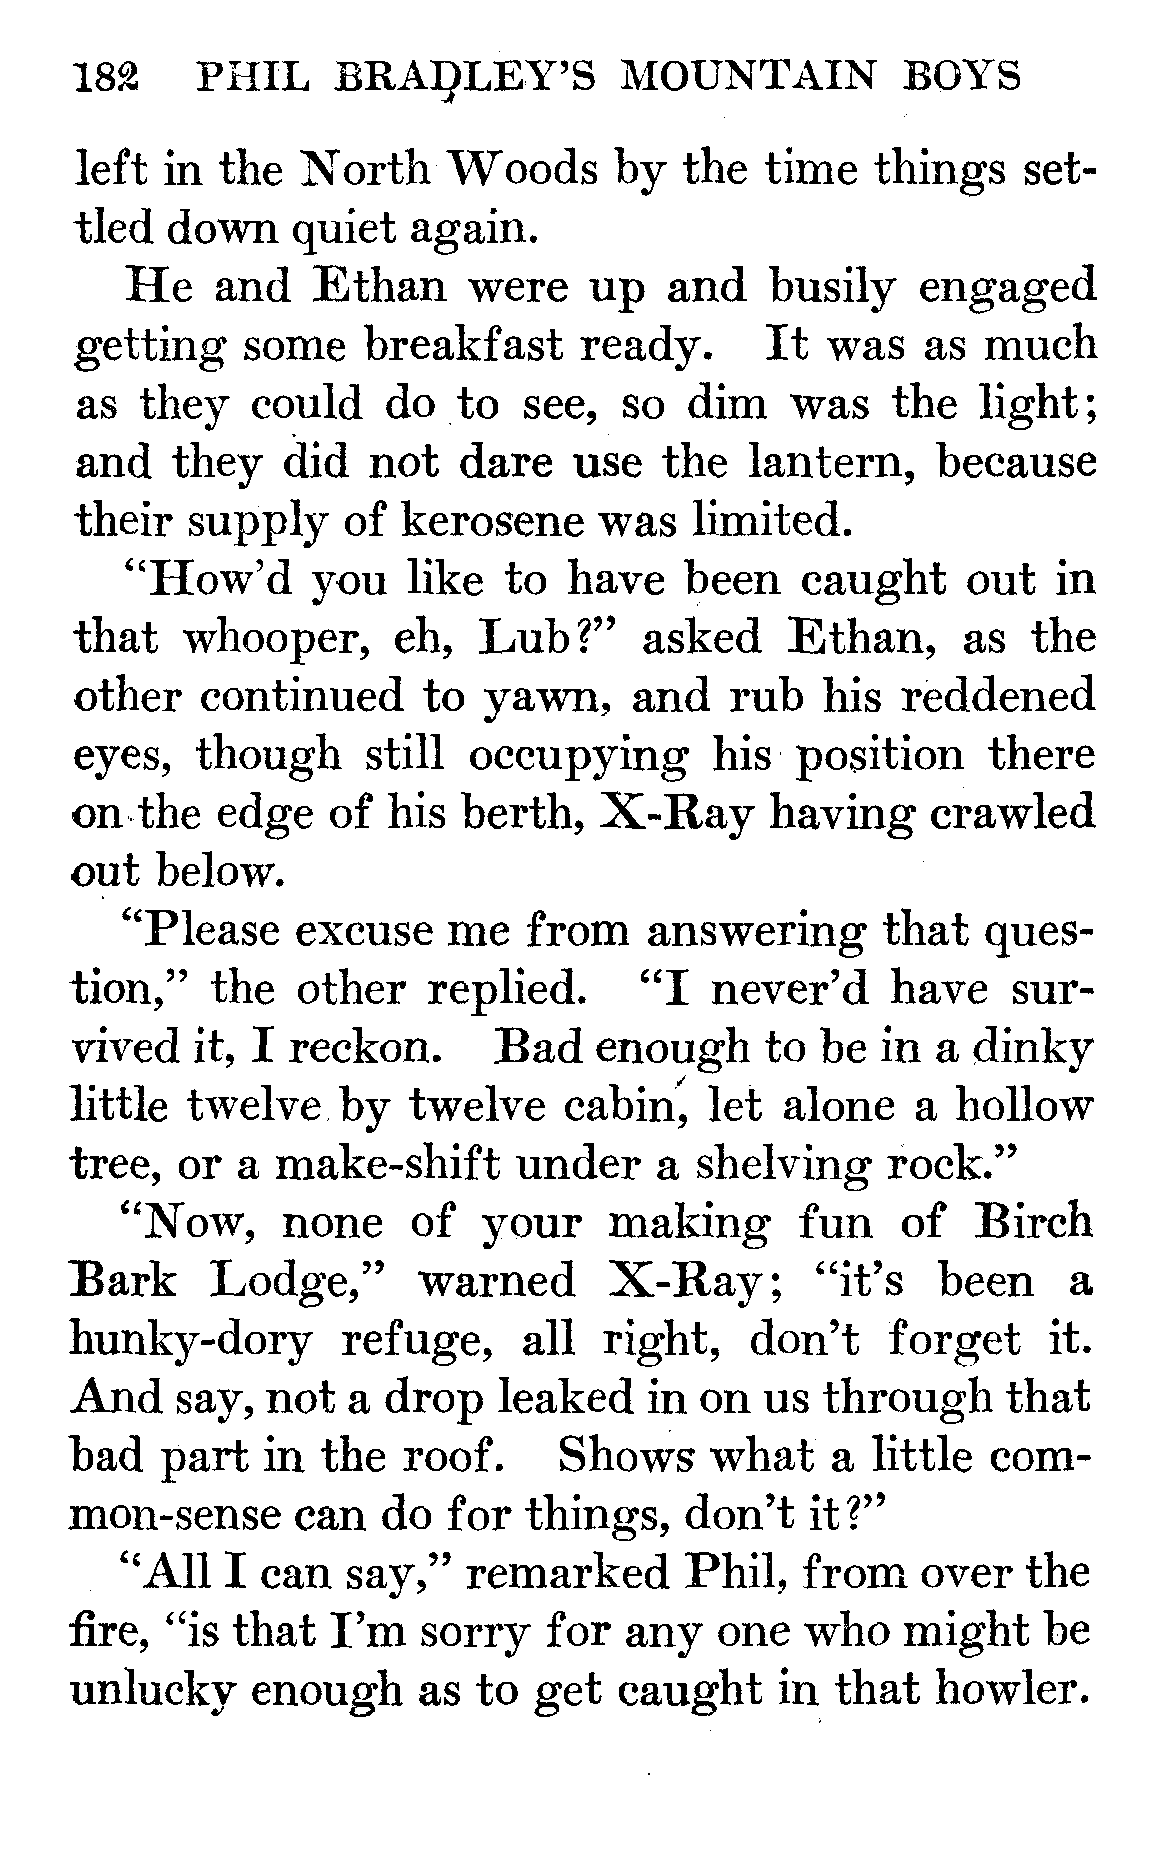 182 PHIL BRADLEY'S MOUNTAIN BOYS
left in the North Woods by the time things set-
tled down quiet again.
He and Ethan were up and busily engaged
getting some breakfast ready. It was as much
as they could do to see, so dim was the light;
and they did not dare use the lantern, because
their supply of kerosene was limited.
“How’d you like to have been caught out in
that whooper, eh, Lub?” asked Ethan, as the
other continued to yawn, and rub his reddened
eyes, though still occupying his position there
on the edge of his berth, X-Ray having crawled
out below.
“Please excuse me from answering that ques-
tion,” the other replied. “I never’d have sur-
vived it, I reckon. Bad enough to be in a dinky
little twelve by twelve cabin, let alone a hollow
tree, or a make-shift under a shelving rock.”
“Now, none of your making fun of Birch
Bark Lodge,” warned X-Ray; “it’s been a
hunky-dory refuge, all right, don’t forget it.
And say, not a drop leaked in on us through that
bad part in the roof. Shows what a little com-
mon-sense can do for things, don’t it?”
“All I can say,” remarked Phil, from over the
fire, “is that I’m sorry for any one who might be
unlucky enough as to get caught in that howler.